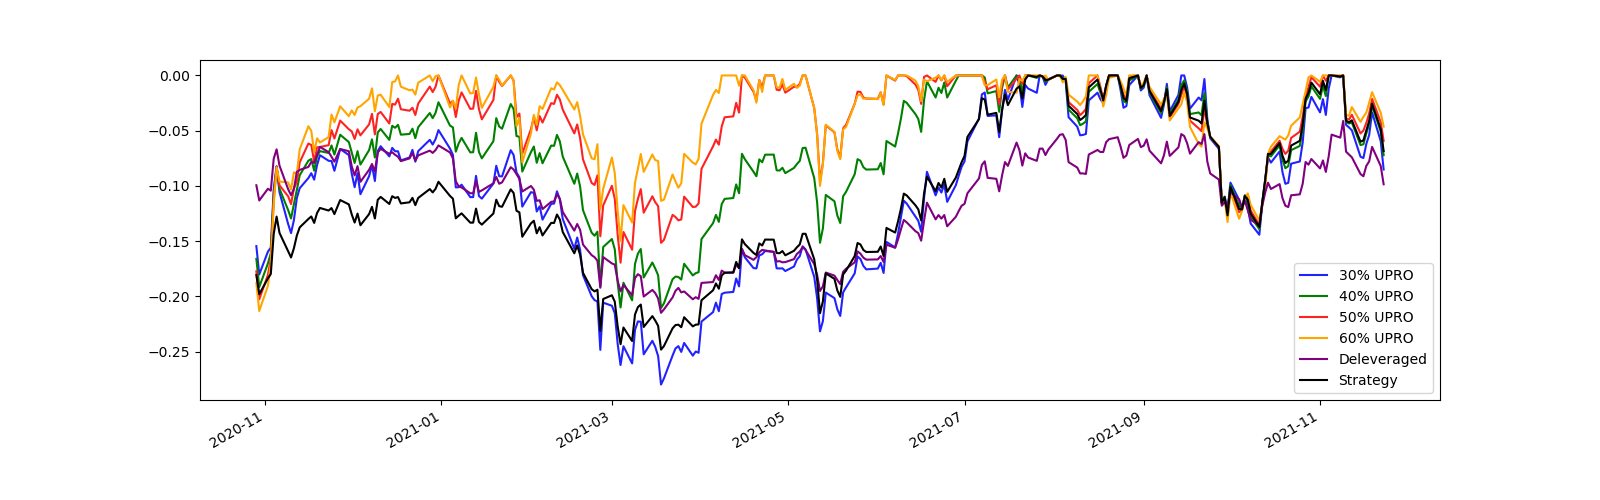 0.00
−0.05
−0.10
−0.15
−0.20
−0.25
2020-11
2021-01
2021-03
2021-05
2021-07
2021-09
2021-11
30% UPRO
40% UPRO
50% UPRO
60% UPRO
Deleveraged
Strategy